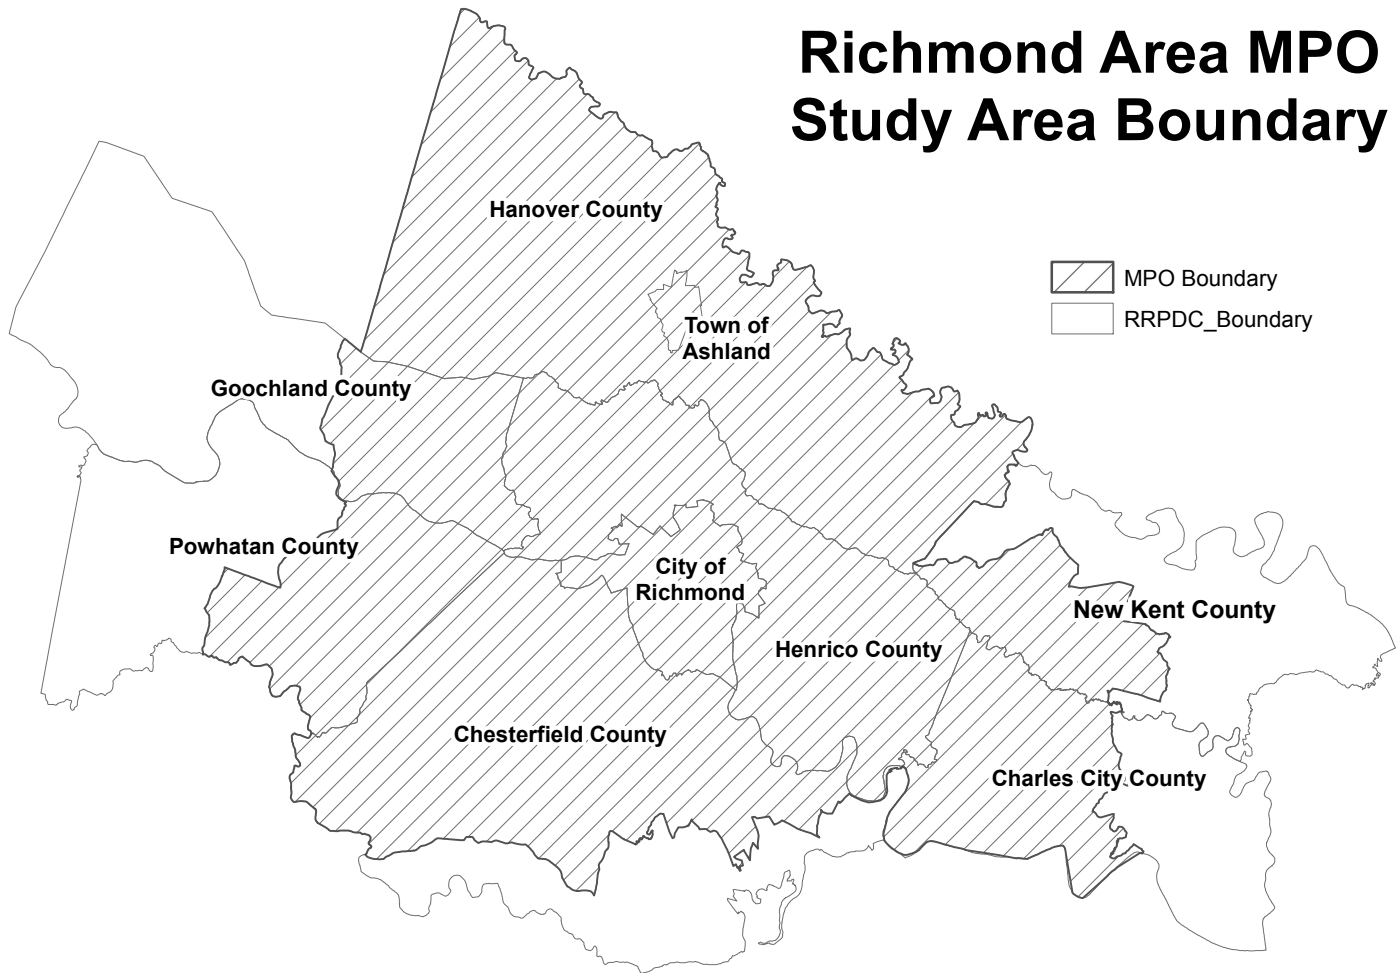 Richmond Area MPO
Study Area Boundary
Hanover County
MPO Boundary
RRPDC_Boundary
Town of
Ashland
Goochland County
Powhatan County
City of
Richmond
New Kent County
Henrico County
Chesterfield County
Charles City County